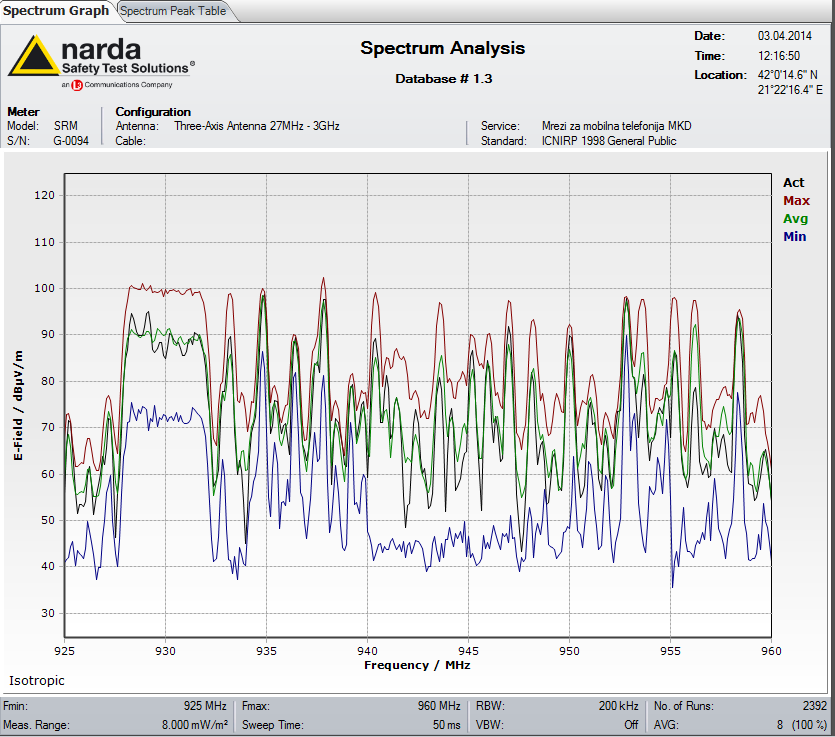 Spectrum Graph Spectrum Peak Table
narda
Safety Test Solutions®
an L3 Communications Company
Spectrum Analysis
Database # 1.3
Date: 03.04.2014
Time: 12:16:50
Location: 42°0'14.6" N
21°22'16.4" E
Meter
Model: SRM
S/N: G-0094
Configuration
Antenna: Three-Axis Antenna 27MHz - 3GHz
Cable:
Service: Mrezi za mobilna telefonija MKD
Standard: ICNIRP 1998 General Public
Act
Max
Avg
Min
E-Field / dBµV/m
120
110
100
90
80
70
60
50
40
30
925 930 935 940 945 950 955 960
Frequency / MHz
Isotropic
Fmin: 925 MHz Fmax: 960 MHz RBW: 200 kHz No. of Runs: 2392
Meas. Range: 8.000 mW/m² Sweep Time: 50 ms VBW: Off AVG: 8 (100 %)